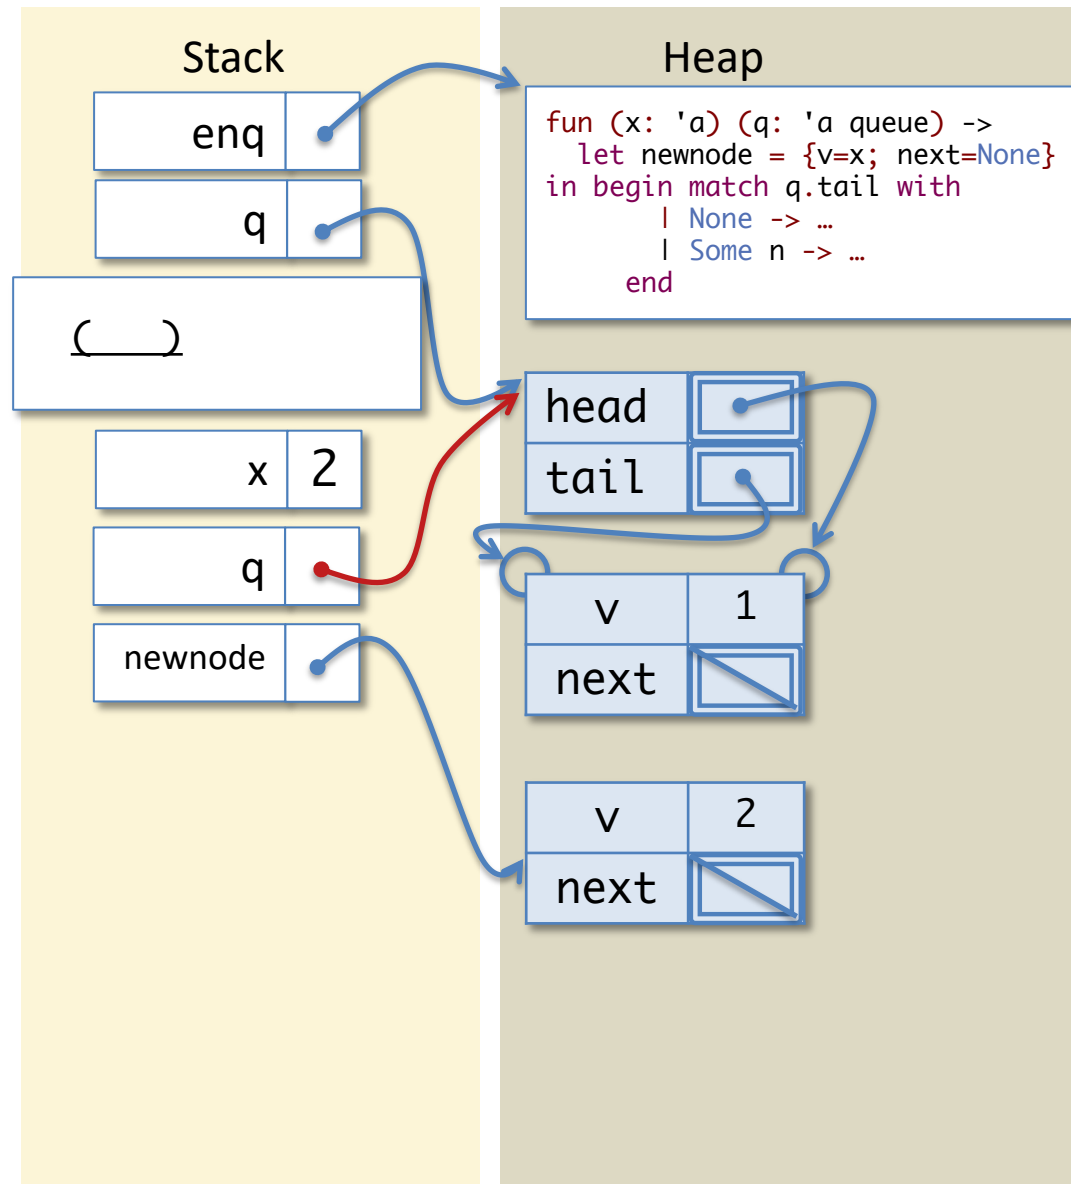 Stack
enq
q
(___)
x 2
q
newnode
Heap
fun (x: 'a) (q: 'a queue) ->
let newnode = {v=x; next=None}
in begin match q.tail with
| None -> …
| Some n -> …
end
head
tail
v 1
next
v 2
next